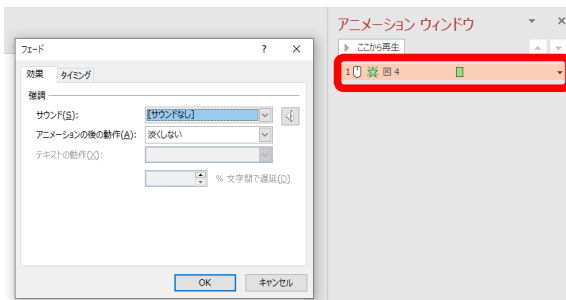 アニメーション ウィンドウ
ここから再生
1 図 4
フェード
効果 タイミング
強調
サウンド(S): [サウンドなし]
アニメーションの後の動作(A): 淡くしない
テキストの動作(X):
% 文字間で遅延(D)
OK キャンセル